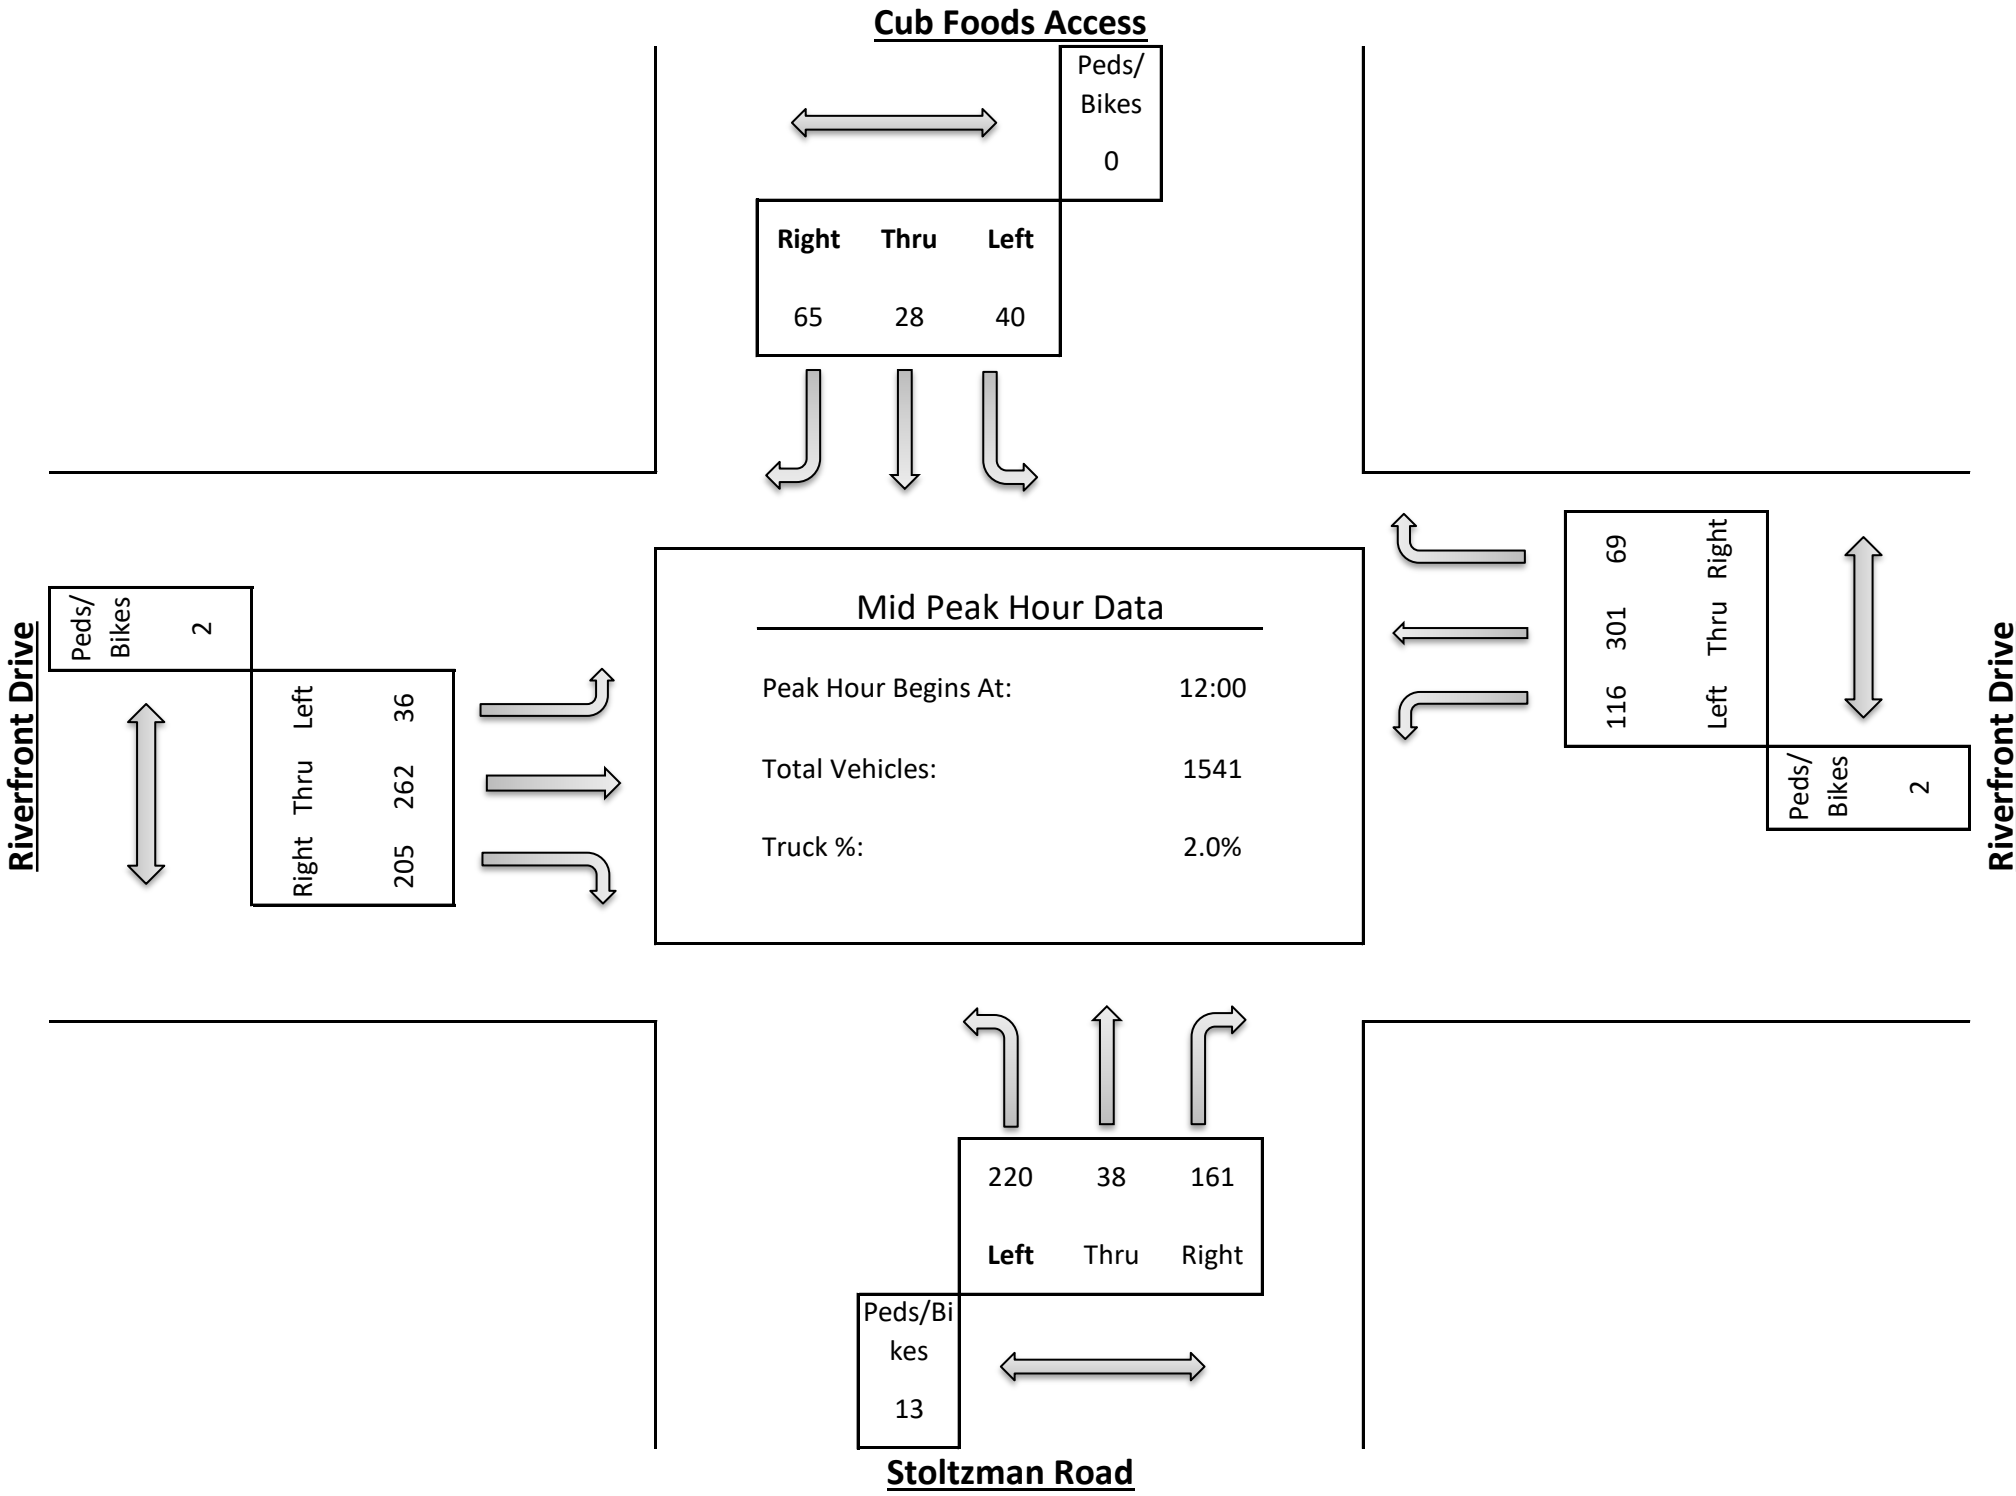 Cub Foods Access
Peds/
Bikes
0
Right Thru Left
65 28 40
Riverfront Drive
Peds/
Bikes
2
Left 36
Thru 262
Right 205
Mid Peak Hour Data
Peak Hour Begins At: 12:00
Total Vehicles: 1541
Truck %: 2.0%
69 Right
301 Thru
116 Left
Peds/
Bikes
2
Riverfront Drive
220 38 161
Left Thru Right
Peds/Bi
kes
13
Stoltzman Road